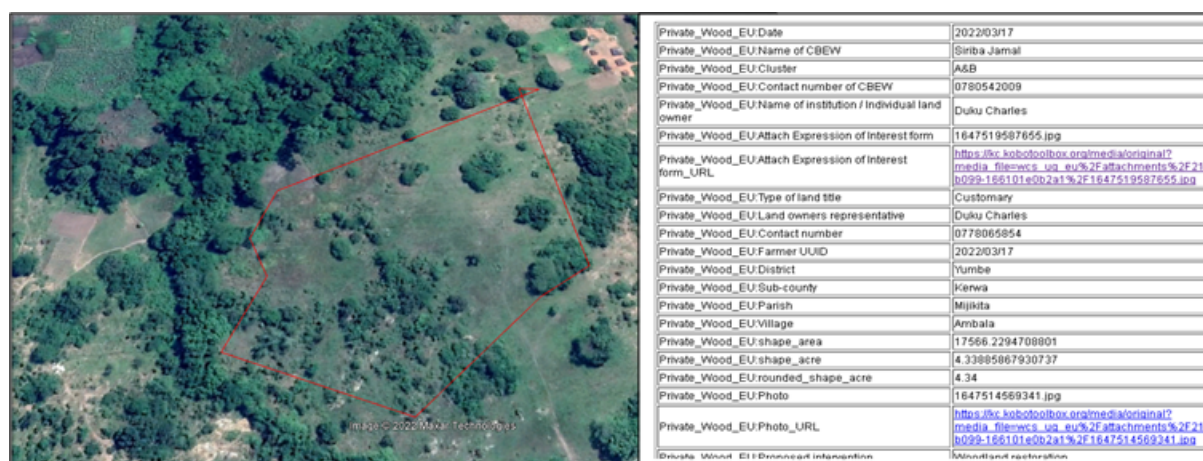 Image © 2022 Maxar Technologies
Private_Wood_EU:Date 2022/03/17
Private_Wood_EU:Name of CBEW Siriba Jamal
Private_Wood_EU:Cluster A&B
Private_Wood_EU:Contact number of CBEW 0780542009
Private_Wood_EU:Name of institution / Individual land
owner Duku Charles
Private_Wood_EU:Attach Expression of Interest form 1647519587655.jpg
Private_Wood_EU:Attach Expression of Interest
form_URL
https://kc.kobotoolbox.org/media/original?
media_file=wcs_ug_eu%2Fattachments%2F21
b099-166101e0b2a1%2F1647519587655.jpg
Private_Wood_EU:Type of land title Customary
Private_Wood_EU:Land owners representative Duku Charles
Private_Wood_EU:Contact number 0778065854
Private_Wood_EU:Farmer UUID 2022/03/17
Private_Wood_EU:District Yumbe
Private_Wood_EU:Sub-county Kerwa
Private_Wood_EU:Parish Mijikita
Private_Wood_EU:Village Ambala
Private_Wood_EU:shape_area 17566.2294708801
Private_Wood_EU:shape_acre 4.33885867930737
Private_Wood_EU:rounded_shape_acre 4.34
Private_Wood_EU:Photo 1647514569341.jpg
Private_Wood_EU:Photo_URL
https://kc.kobotoolbox.org/media/original?
media_file=wcs_ug_eu%2Fattachments%2F21
b099-166101e0b2a1%2F1647514569341.jpg
Private_Wood_EU:Proposed intervention Woodland restoration